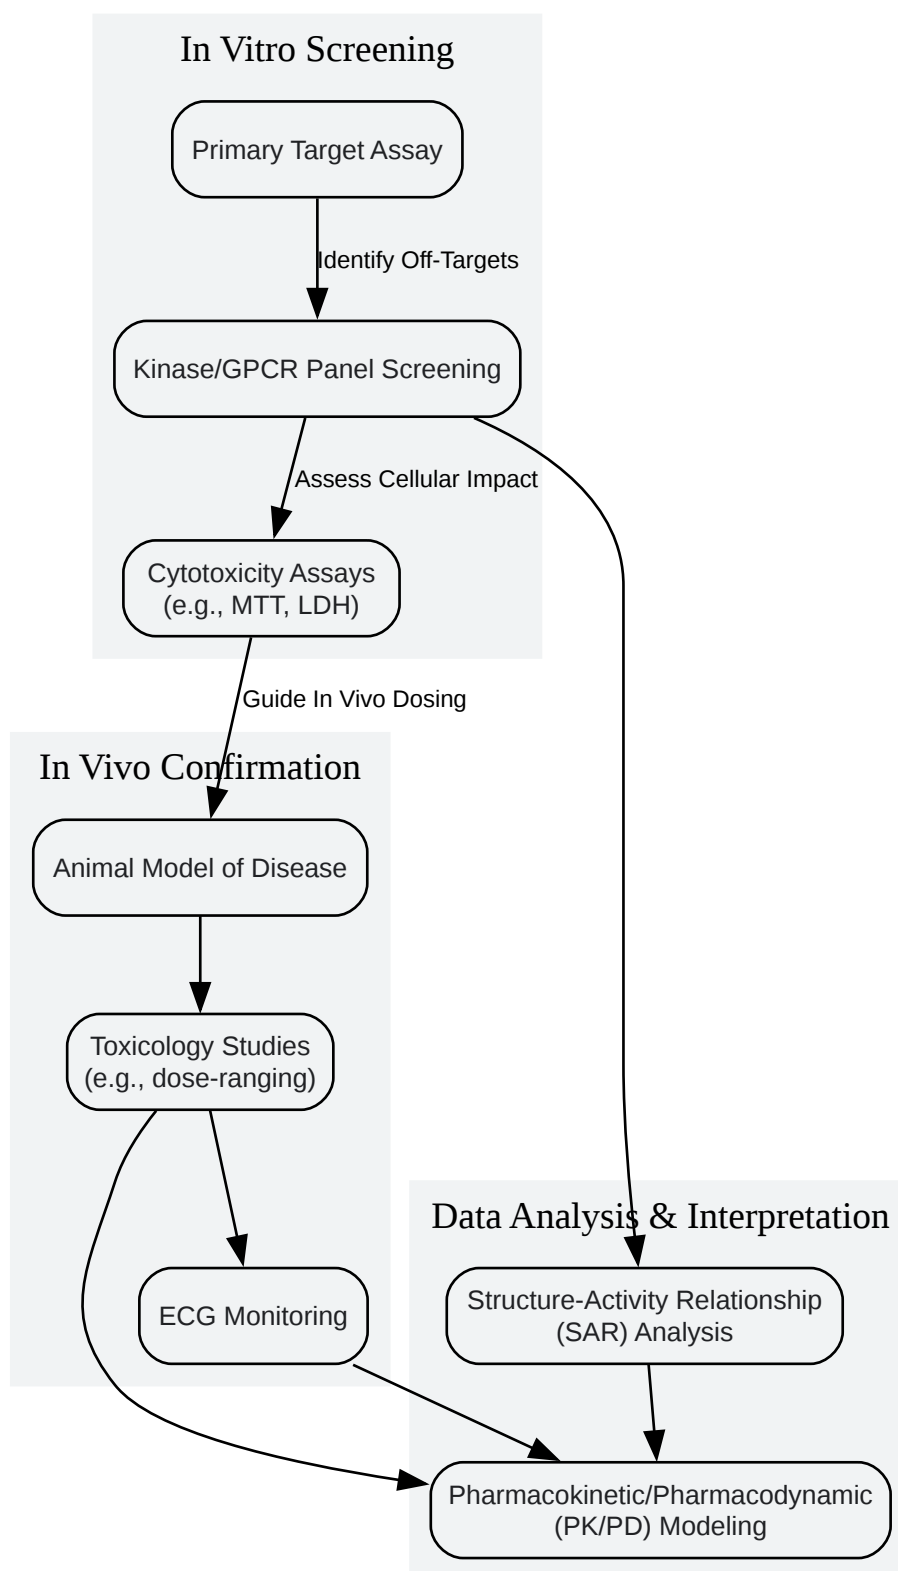 In Vitro Screening
Primary Target Assay
Identify Off-Targets
Kinase/GPCR Panel Screening
Assess Cellular Impact
Cytotoxicity Assays
(e.g., MTT, LDH)
Guide In Vivo Dosing
In Vivo Confirmation
Animal Model of Disease
Toxicology Studies
(e.g., dose-ranging)
ECG Monitoring
Data Analysis & Interpretation
Structure-Activity Relationship
(SAR) Analysis
Pharmacokinetic/Pharmacodynamic
(PK/PD) Modeling